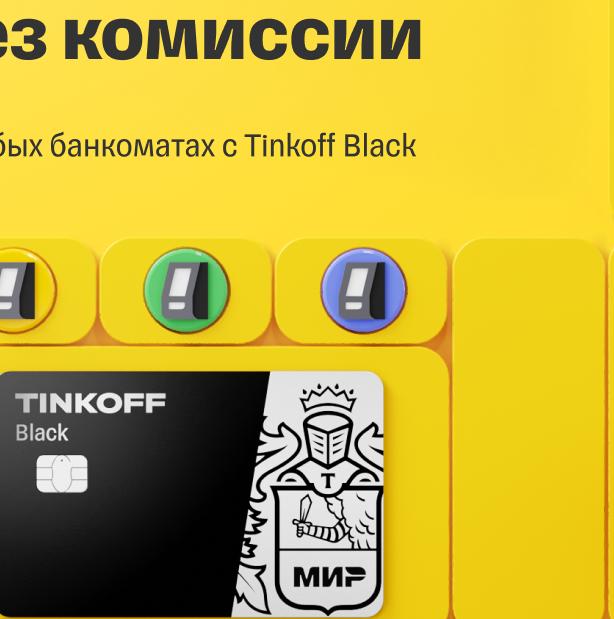 ез комиссии
бых банкоматах с Tinkoff Black
TINKOFF
Black
T
МИР